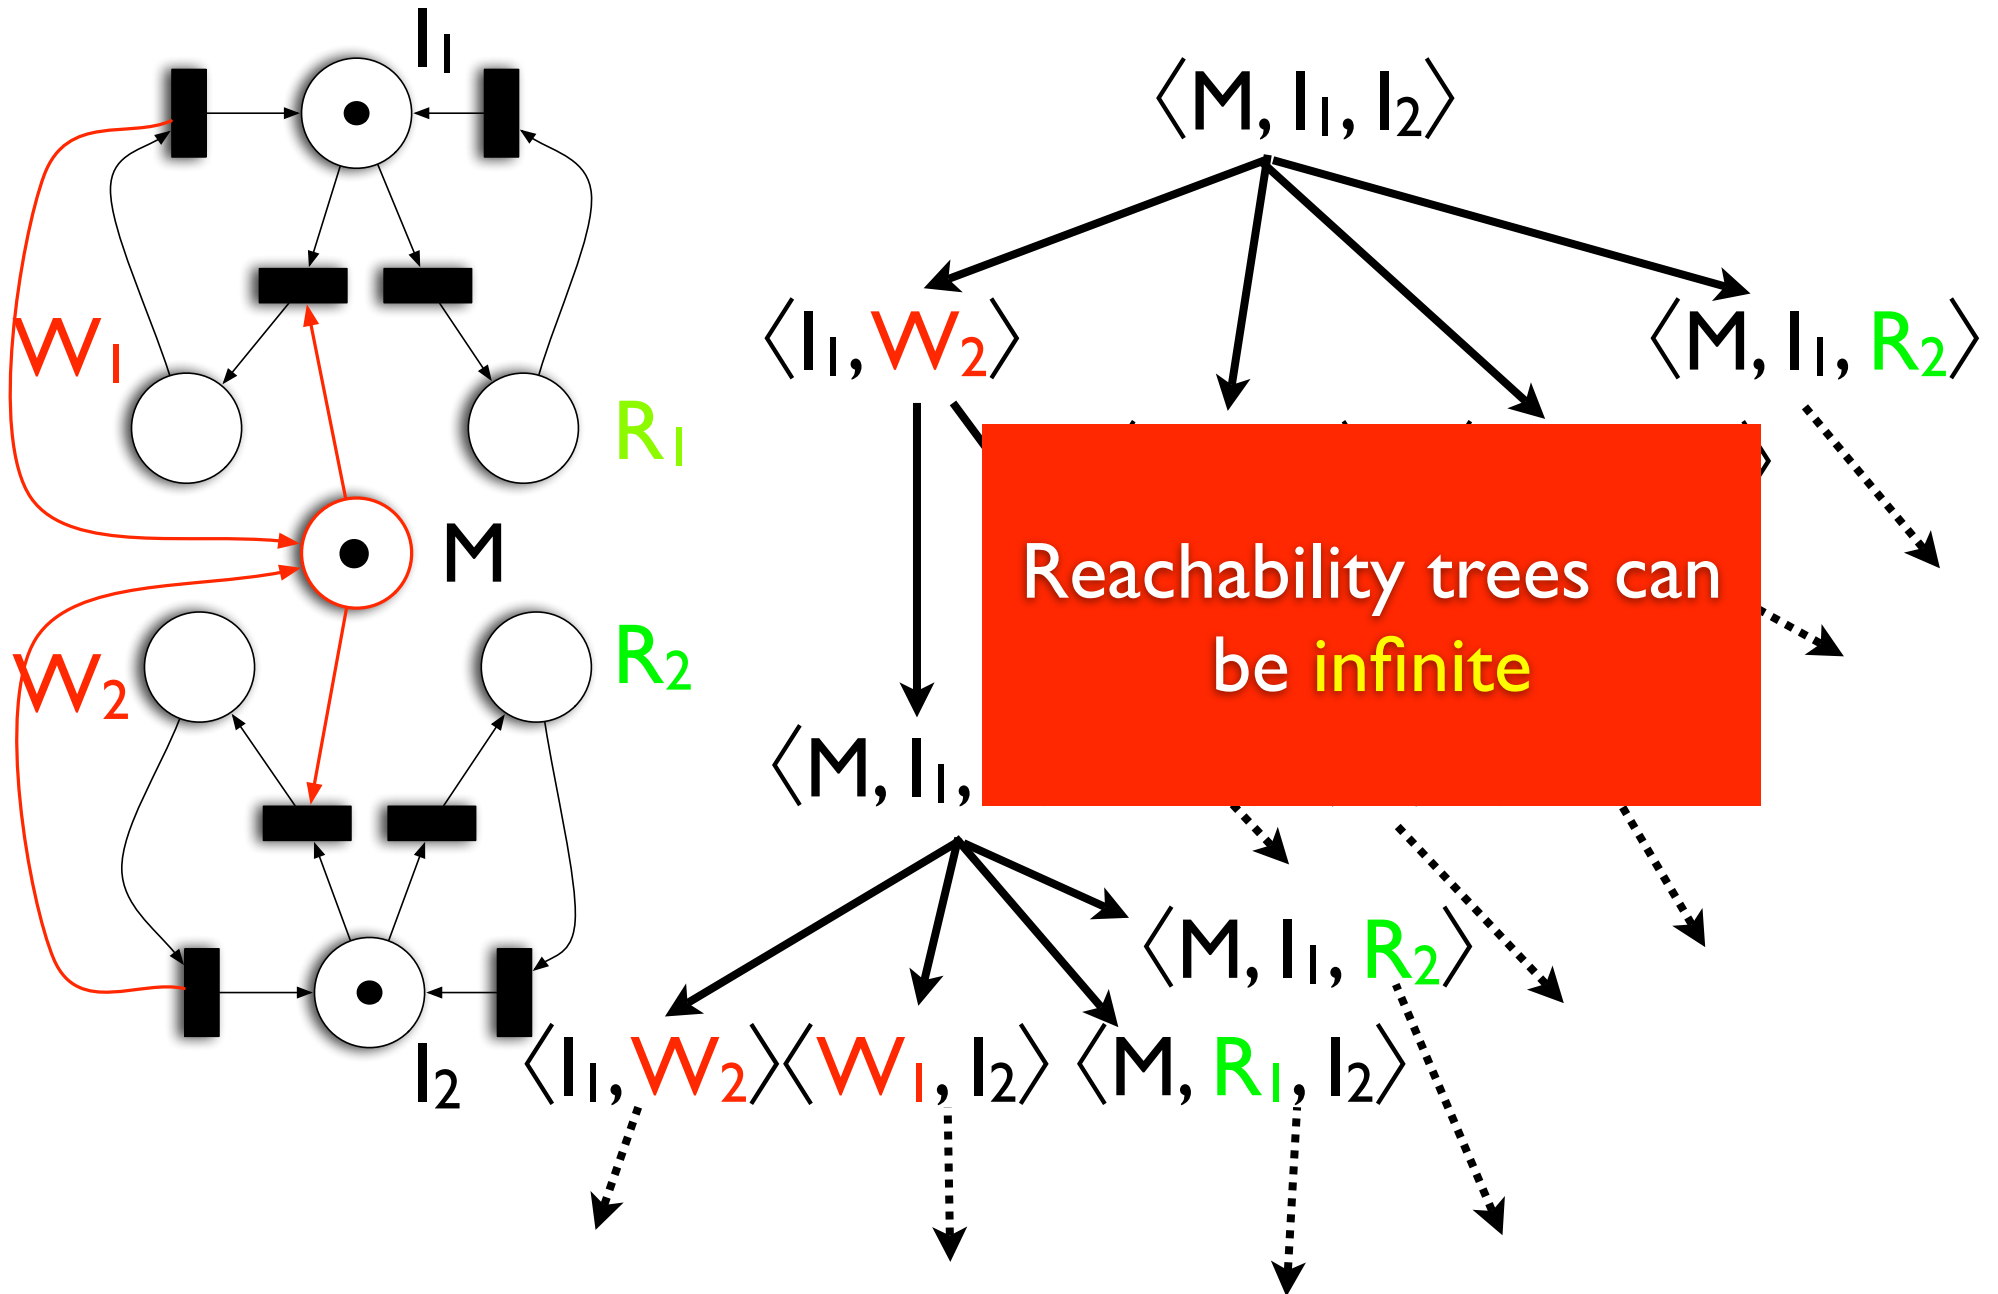 I₁
⟨M, I₁, I₂⟩
W₁
⟨I₁, W₂⟩
⟨M, I₁, R₂⟩
R₁
M
Reachability trees can
be infinite
R₂
W₂
⟨M, I₁,
⟨M, I₁, R₂⟩
I₂
⟨I₁, W₂⟩⟨W₁, I₂⟩ ⟨M, R₁, I₂⟩